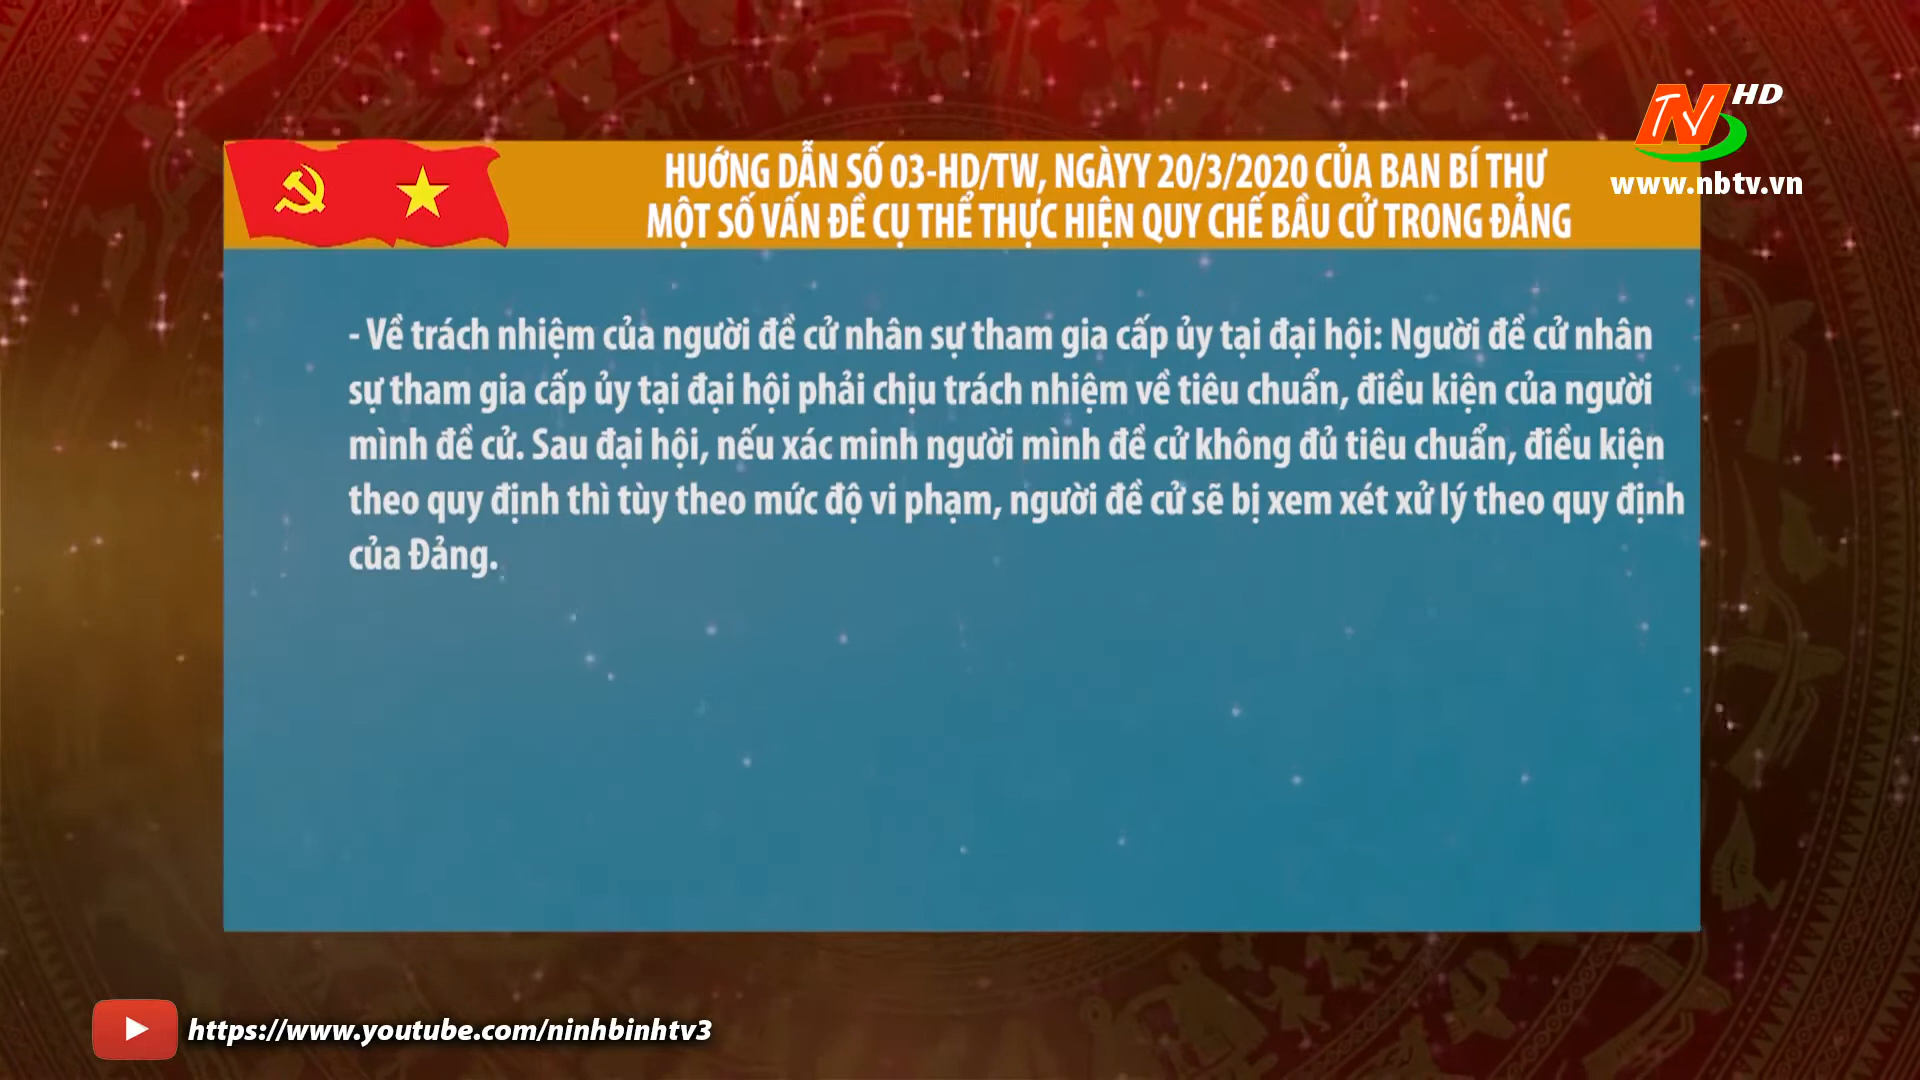 TV N HD
www.nbtv.vn
HUỚNG DẪN SỐ 03-HD/TW, NGÀYY 20/3/2020 CỦA BAN BÍ THƯ
MỘT SỐ VẤN ĐỀ CỤ THỂ THỰC HIỆN QUY CHẾ BẦU CỬ TRONG ĐẢNG
- Về trách nhiệm của người đề cử nhân sự tham gia cấp ủy tại đại hội: Người đề cử nhân
sự tham gia cấp ủy tại đại hội phải chịu trách nhiệm về tiêu chuẩn, điều kiện của người
mình đề cử. Sau đại hội, nếu xác minh người mình đề cử không đủ tiêu chuẩn, điều kiện
theo quy định thì tùy theo mức độ vi phạm, người đề cử sẽ bị xem xét xử lý theo quy định
của Đảng.
https://www.youtube.com/ninhbinhtv3